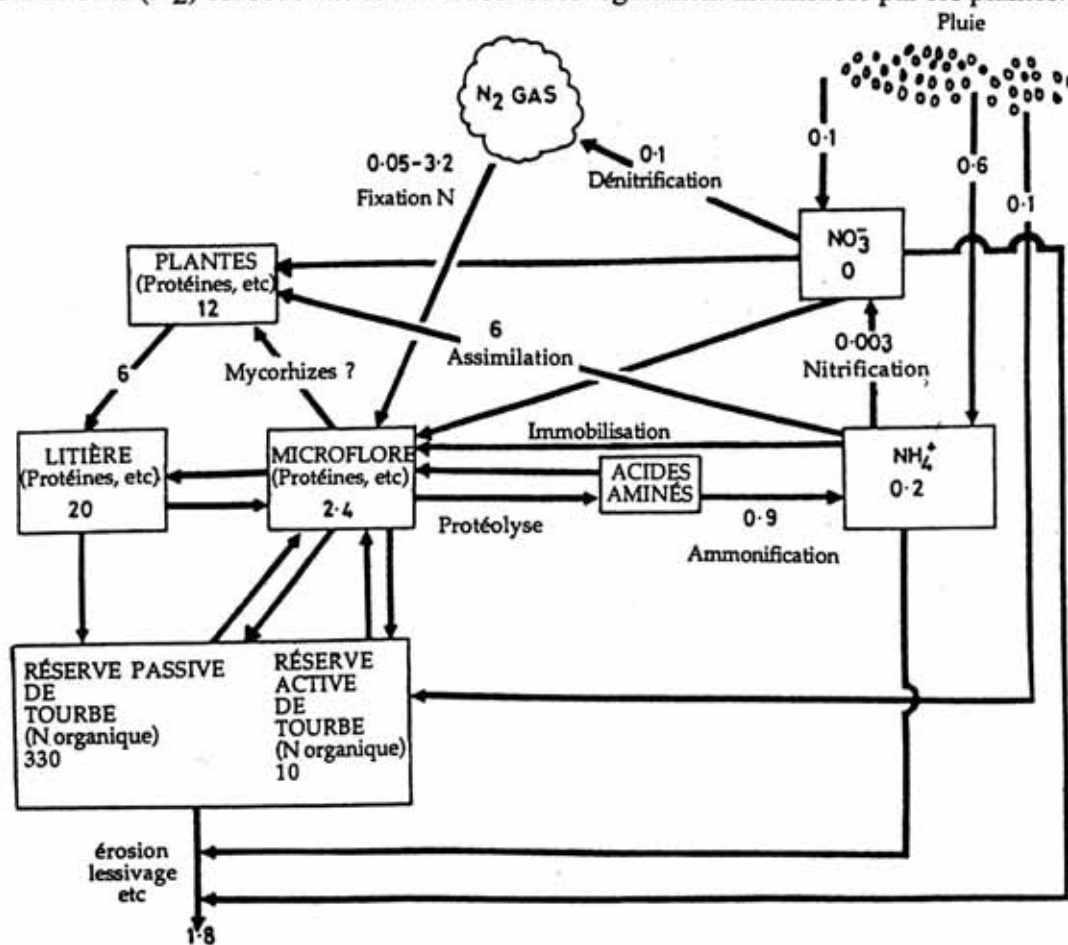 Pluie
N₂ GAS
0·1
0·6
0·1
0·05-3·2
Fixation N
0·1
Dénitrification
NO₃⁻
0
PLANTES
(Protéines, etc)
12
6
Assimilation
0·003
Nitrification
6
Mycorhizes ?
LITIÈRE
(Protéines, etc)
20
MICROFLORE
(Protéines, etc)
2·4
Immobilisation
ACIDES
AMINÉS
NH₄⁺
0·2
Protéolyse
0·9
Ammonification
RÉSERVE PASSIVE
DE
TOURBE
(N organique)
330
RÉSERVE
ACTIVE
DE
TOURBE
(N organique)
10
érosion
lessivage
etc
1·8